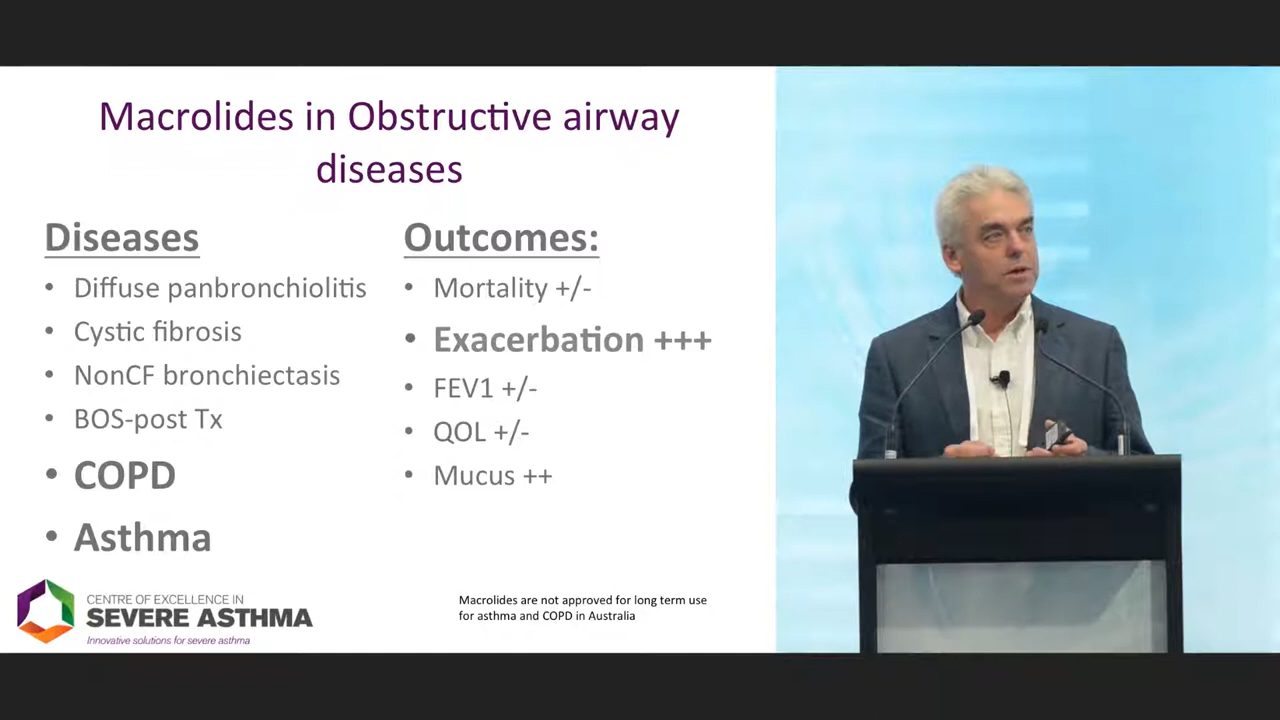 Macrolides in Obstructive airway
diseases
Diseases
• Diffuse panbronchiolitis
• Cystic fibrosis
• NonCF bronchiectasis
• BOS-post Tx
• COPD
• Asthma
Outcomes:
• Mortality +/-
• Exacerbation +++
• FEV1 +/-
• QOL +/-
• Mucus ++
CENTRE OF EXCELLENCE IN
SEVERE ASTHMA
Innovative solutions for severe asthma
Macrolides are not approved for long term use
for asthma and COPD in Australia